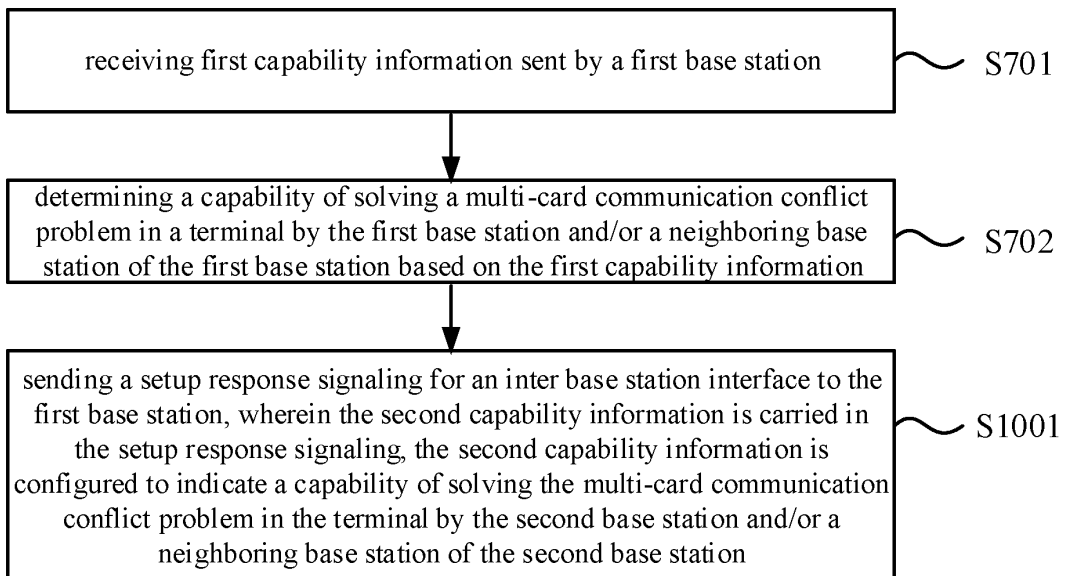 receiving first capability information sent by a first base station
S701
determining a capability of solving a multi-card communication conflict
problem in a terminal by the first base station and/or a neighboring base
station of the first base station based on the first capability information
S702
sending a setup response signaling for an inter base station interface to the
first base station, wherein the second capability information is carried in
the setup response signaling, the second capability information is
configured to indicate a capability of solving the multi-card communication
conflict problem in the terminal by the second base station and/or a
neighboring base station of the second base station
S1001